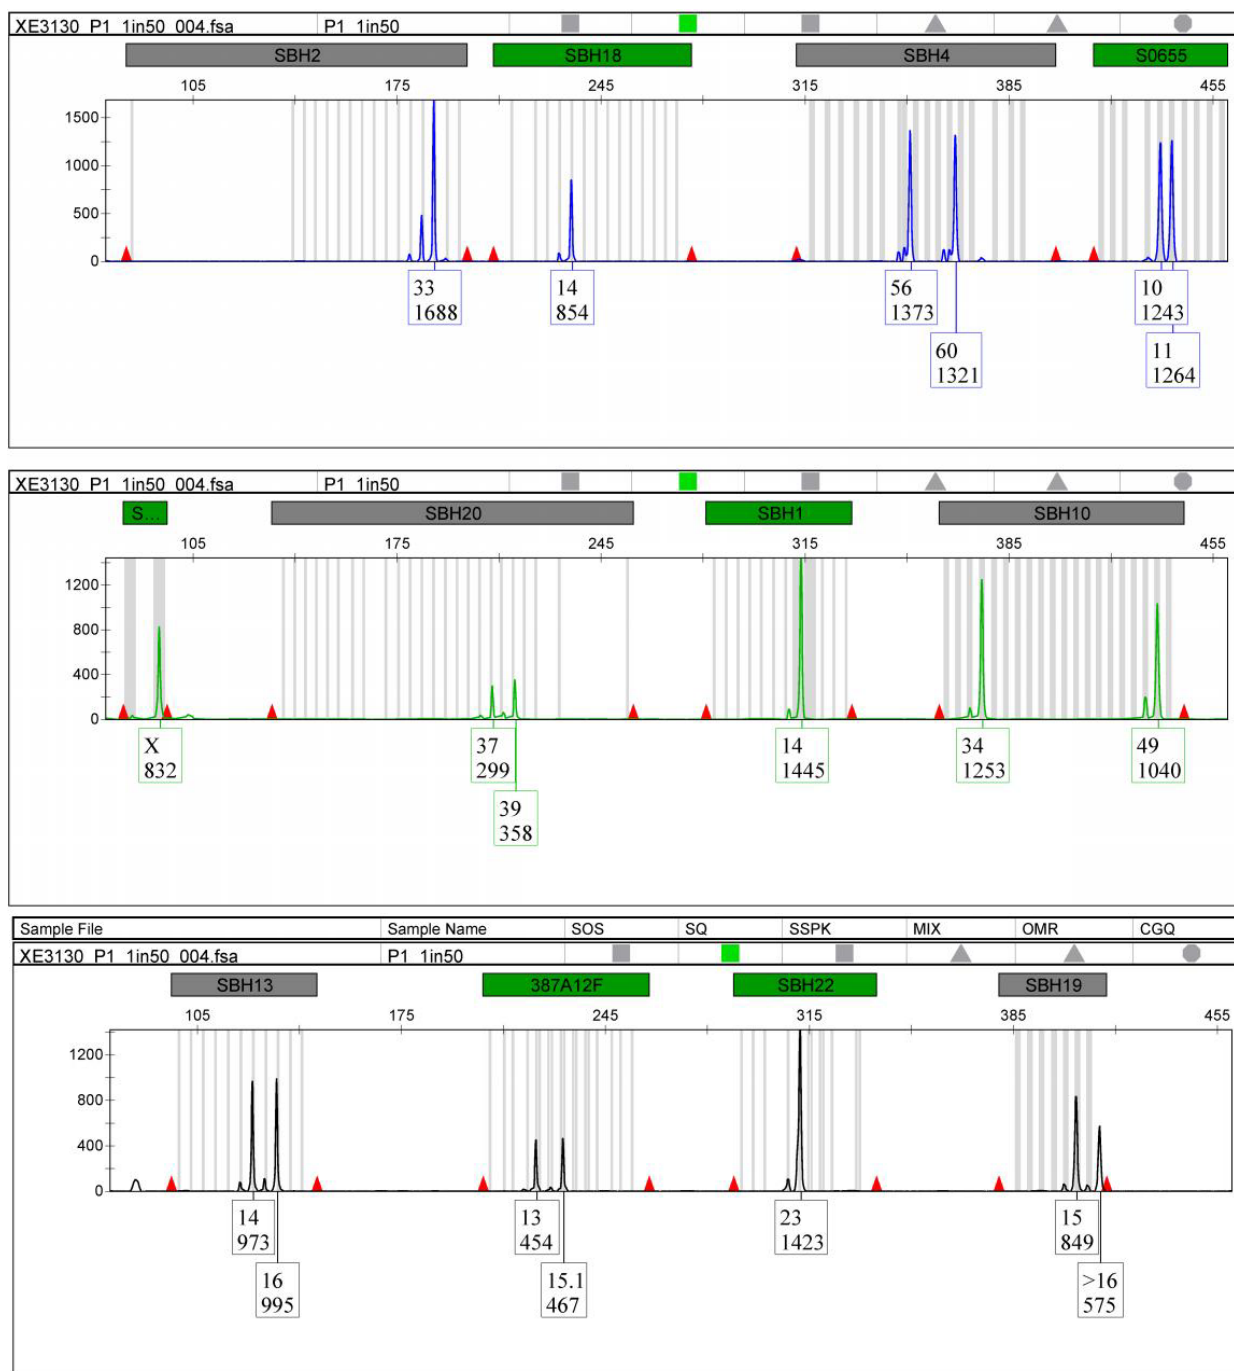 XE3130_P1_1in50_004.fsa P1_1in50
SBH2 SBH18 SBH4 S0655
105 175 245 315 385 455
1500
1000
500
0
33 14 56 10
1688 854 1373 1243
60 11
1321 1264
XE3130_P1_1in50_004.fsa P1_1in50
S... SBH20 SBH1 SBH10
105 175 245 315 385 455
1200
800
400
0
X 37 14 34 49
832 299 1445 1253 1040
39
358
Sample File Sample Name SOS SQ SSPK MIX OMR CGQ
XE3130_P1_1in50_004.fsa P1_1in50
SBH13 387A12F SBH22 SBH19
105 175 245 315 385 455
1200
800
400
0
14 13 23 15
973 454 1423 849
16 15.1 >16
995 467 575